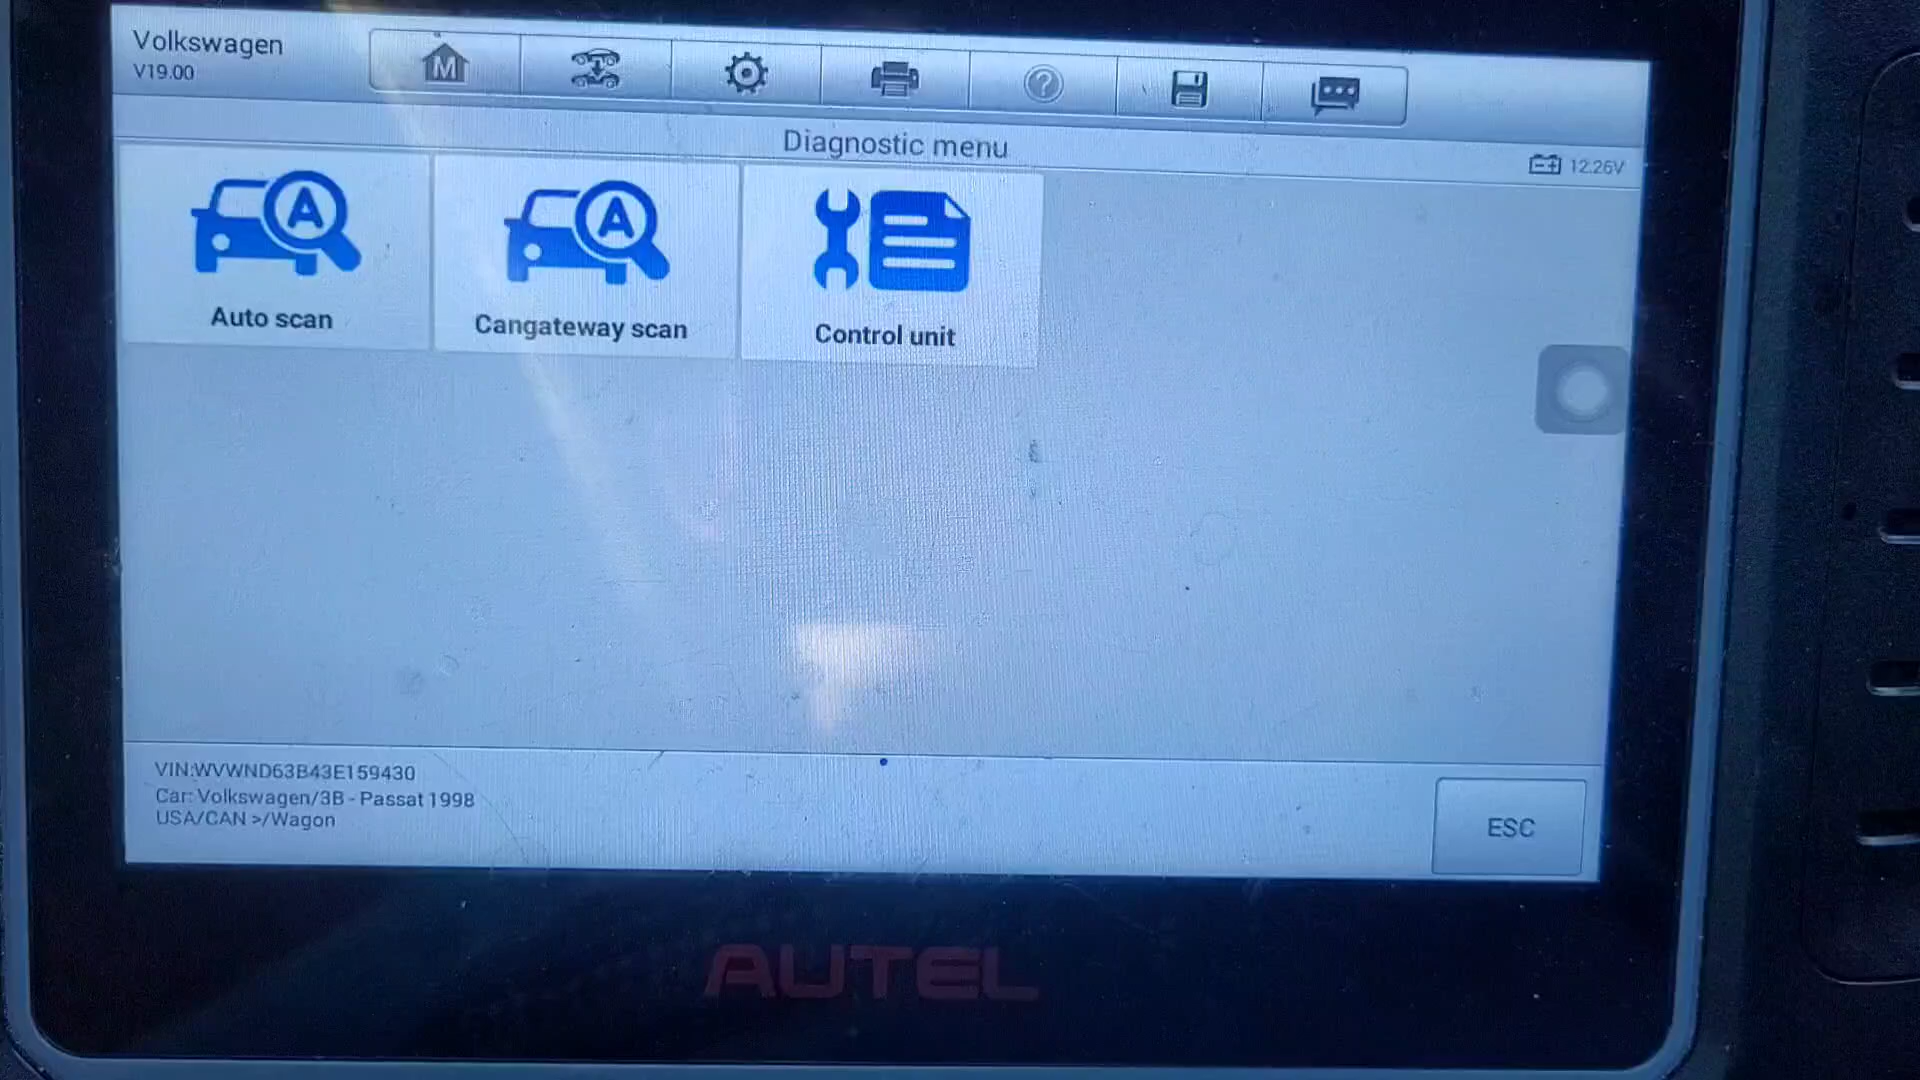 Volkswagen
V19.00
M
Diagnostic menu
12.26V
A
A
Auto scan
Cangateway scan
Control unit
VIN:WVWND63B43E159430
Car: Volkswagen/3B - Passat 1998
USA/CAN >/Wagon
ESC
AUTEL